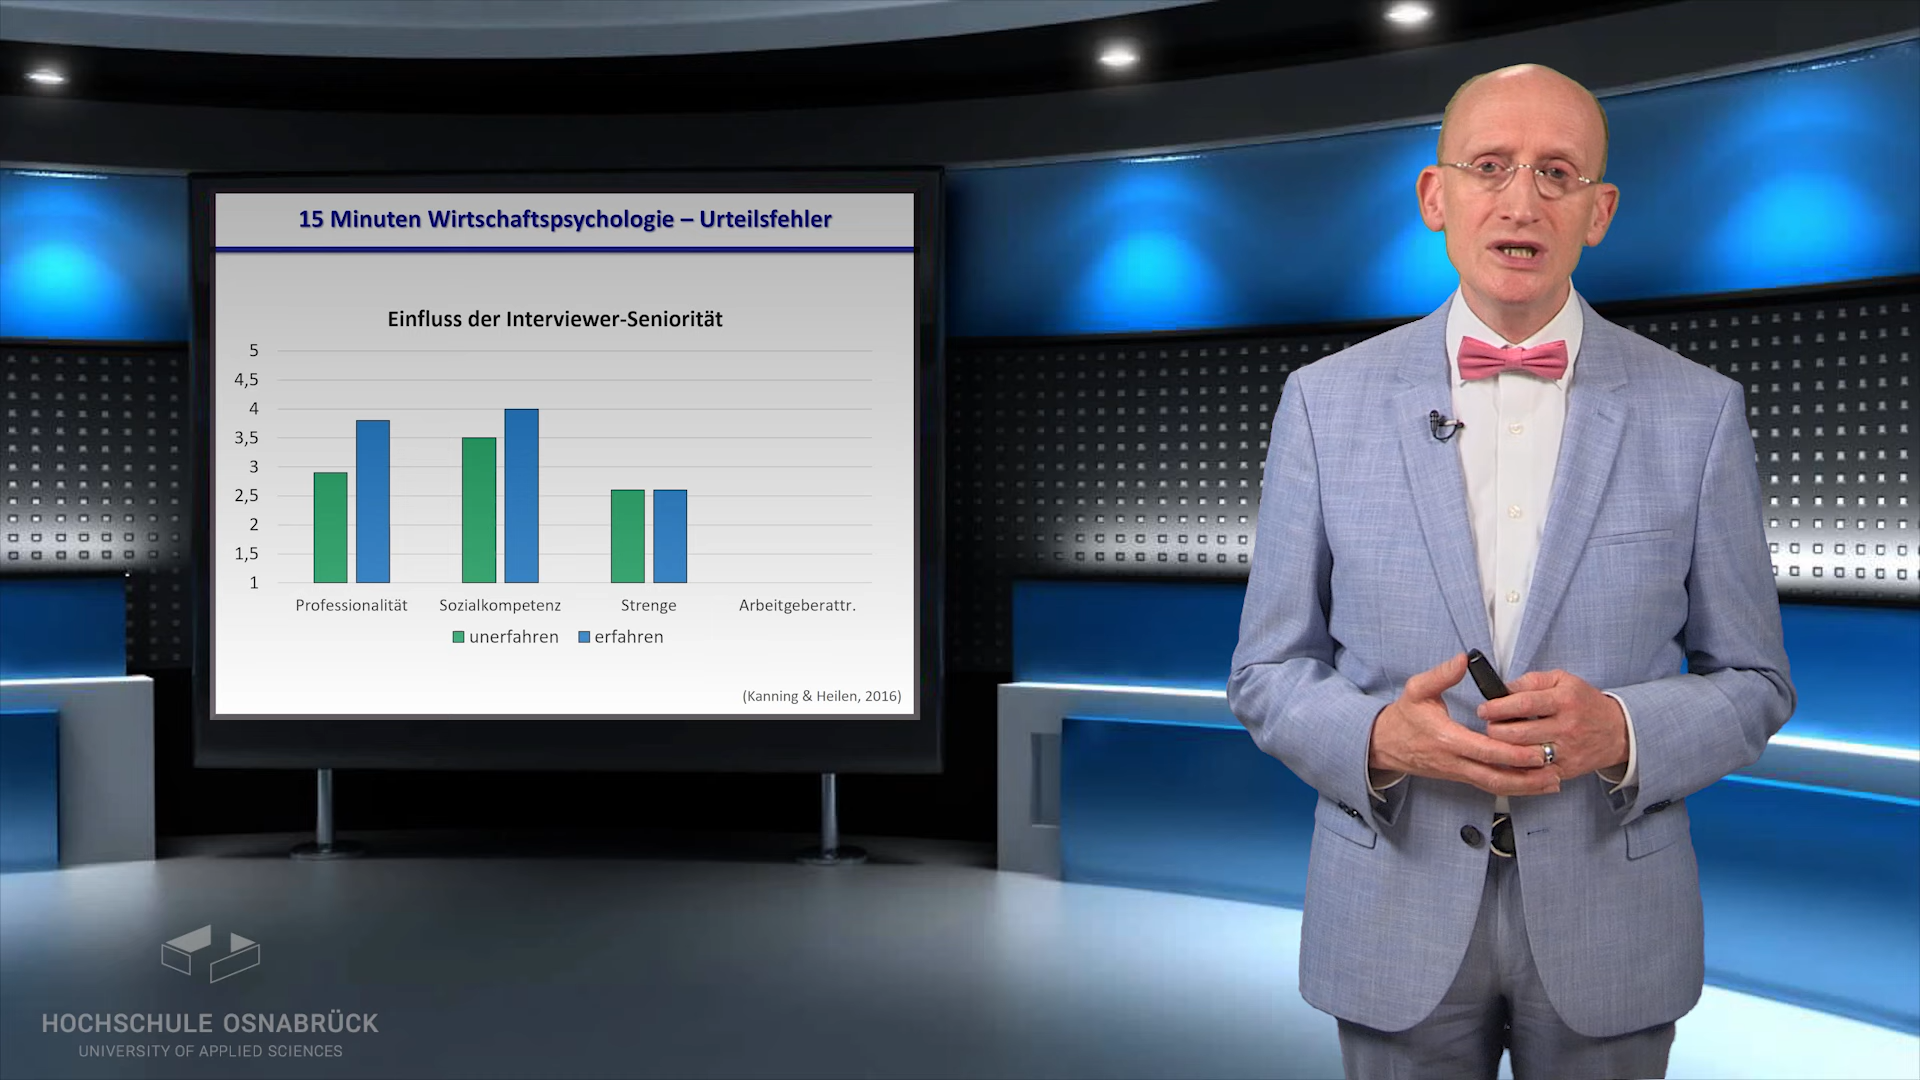 15 Minuten Wirtschaftspsychologie – Urteilsfehler
Einfluss der Interviewer-Seniorität
5
4,5
4
3,5
3
2,5
2
1,5
1
Professionalität Sozialkompetenz Strenge Arbeitgeberattr.
unerfahren erfahren
(Kanning & Heilen, 2016)
HOCHSCHULE OSNABRÜCK
UNIVERSITY OF APPLIED SCIENCES